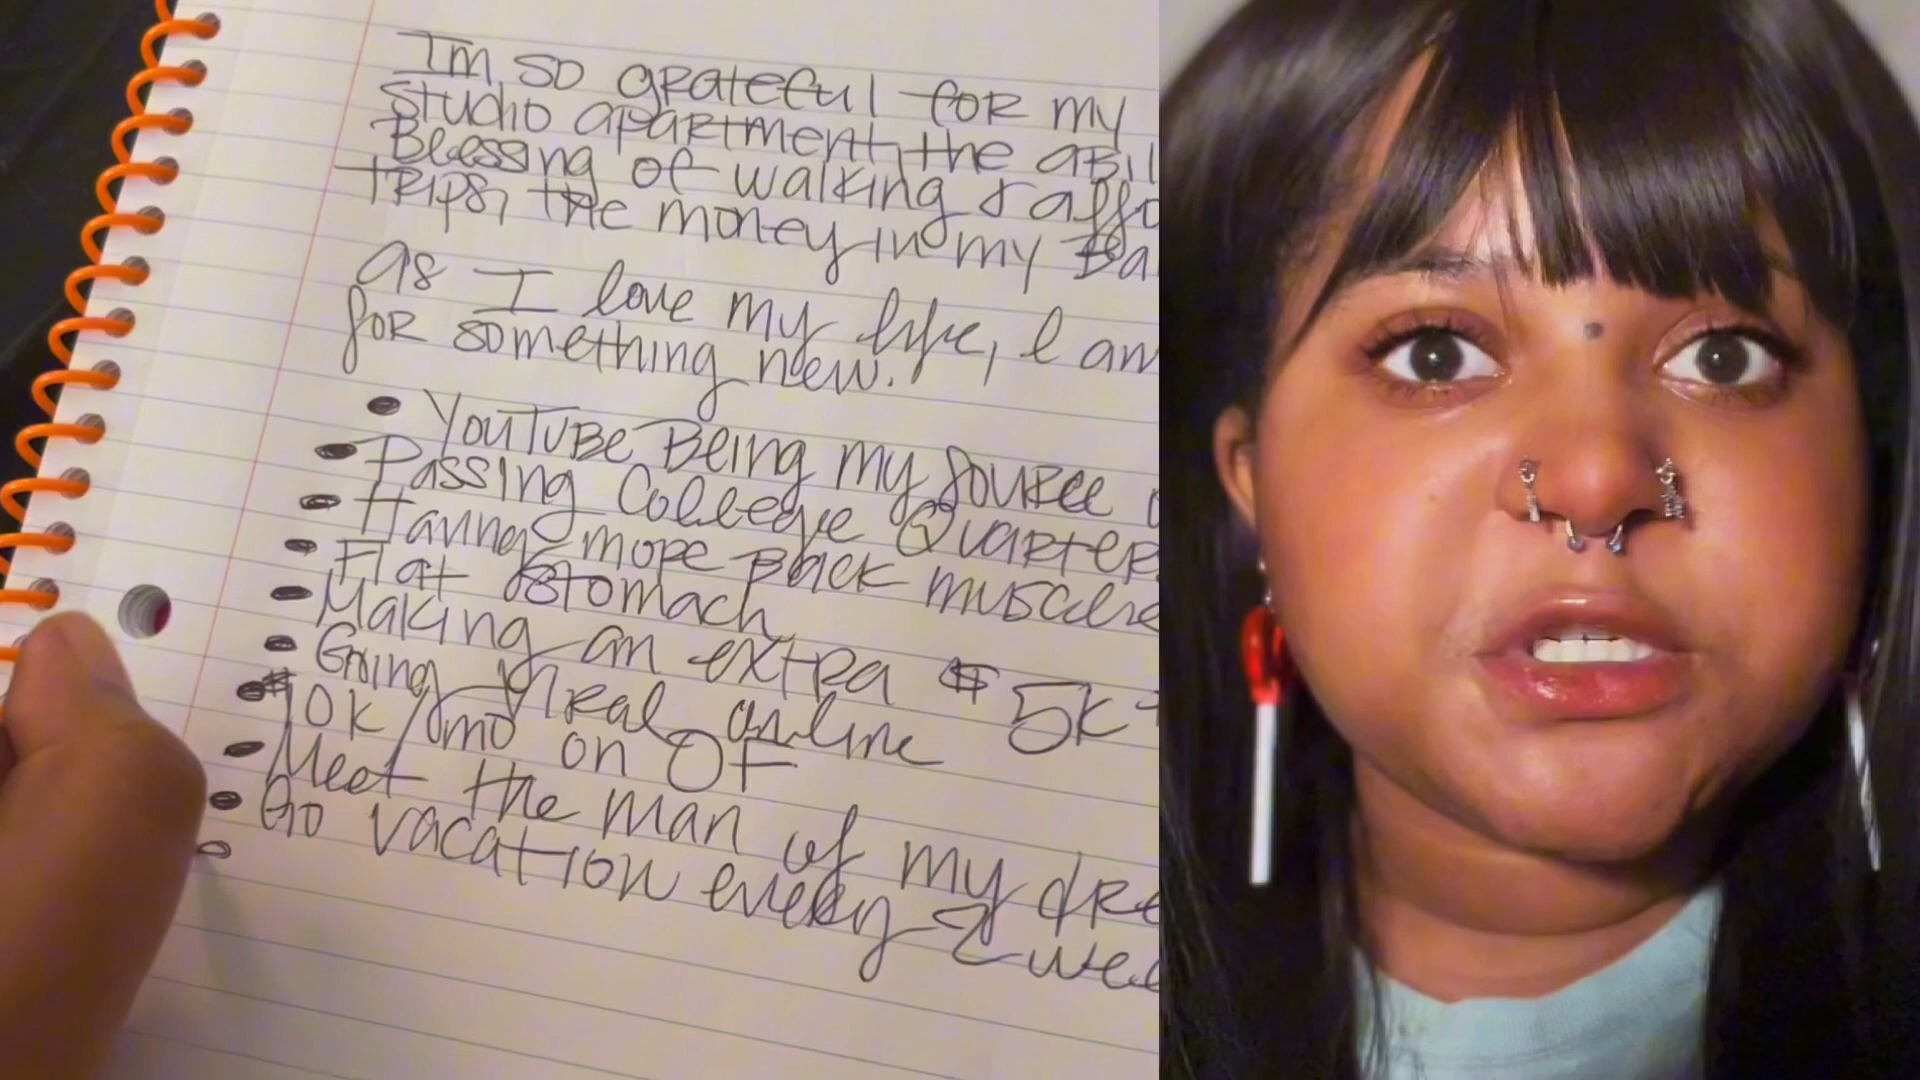 I'm so grateful for my
studio apartment, the abil
Blessing of walking & affo
trips, the money in my Ba
as I love my life, I am
for something new.
• YouTube Being my source o
• Passing College Quarter
• Having more back muscle
• Flat stomach
• Making an extra $5k+
• Going Viral online
• $10k/mo on OF
• Meet the man of my dre
• Go vacation every 2 wee